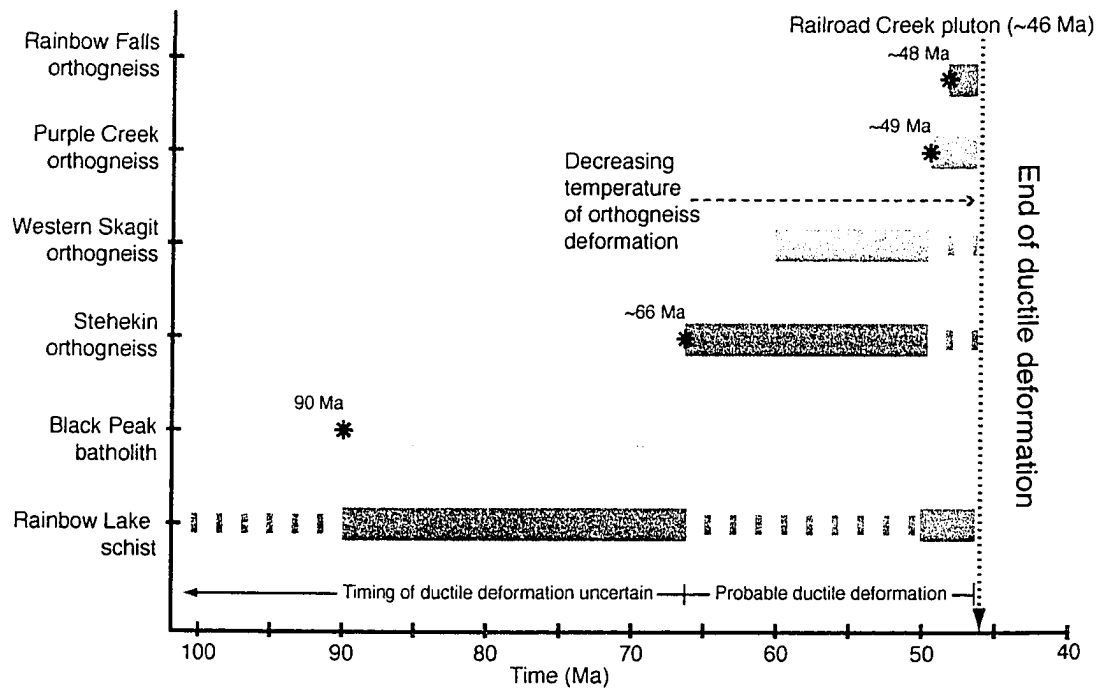 Railroad Creek pluton (~46 Ma)
Rainbow Falls
orthogneiss
~48 Ma
Purple Creek
orthogneiss
~49 Ma
Decreasing
temperature
of orthogneiss
deformation
Western Skagit
orthogneiss
Stehekin
orthogneiss
~66 Ma
Black Peak
batholith
90 Ma
Rainbow Lake
schist
End of ductile deformation
Timing of ductile deformation uncertain
Probable ductile deformation
100 90 80 70 60 50 40
Time (Ma)